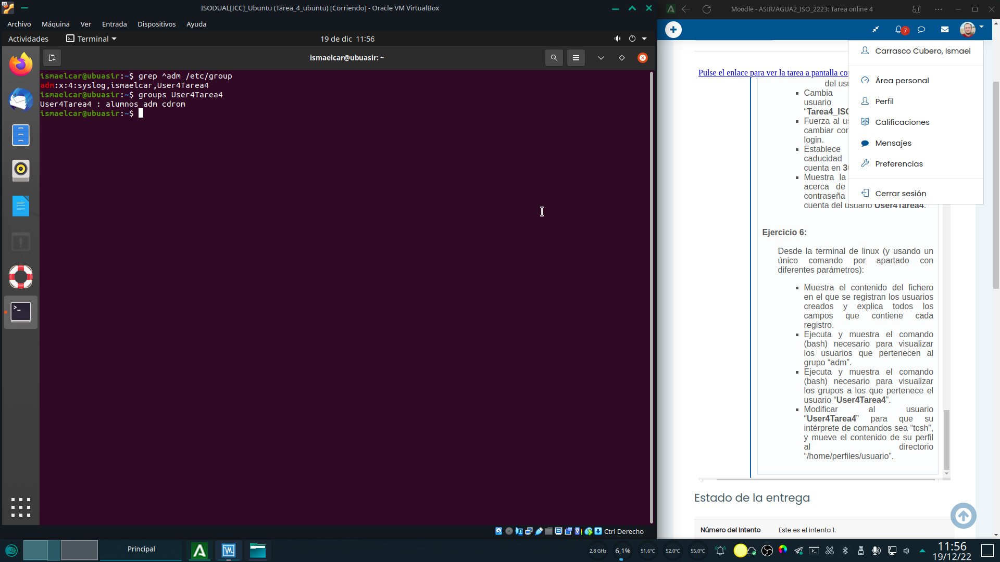 ISODUAL[ICC]_Ubuntu (Tarea_4_ubuntu) [Corriendo] - Oracle VM VirtualBox
Archivo Máquina Ver Entrada Dispositivos Ayuda
Actividades Terminal 19 de dic 11:56
ismaelcar@ubuasir: ~
ismaelcar@ubuasir:~$ grep ^adm /etc/group
adm:x:4:syslog,ismaelcar,User4Tarea4
ismaelcar@ubuasir:~$ groups User4Tarea4
User4Tarea4 : alumnos adm cdrom
ismaelcar@ubuasir:~$
Ctrl Derecho
Moodle - ASIR/AGUA2_ISO_2223: Tarea online 4
7
Carrasco Cubero, Ismael
Área personal
Perfil
Calificaciones
Mensajes
Preferencias
Cerrar sesión
Pulse el enlace para ver la tarea a pantalla
del
Cambia
usuario
“Tarea4_ISO
Fuerza al
cambiar
login.
Establece
caducidad
cuenta en
Muestra la
acerca de
contraseña
cuenta del usuario User4Tarea4.
Ejercicio 6:
Desde la terminal de linux (y usando un
único comando por apartado con
diferentes parámetros):
Muestra el contenido del fichero
en el que se registran los usuarios
creados y explica todos los
campos que contiene cada
registro.
Ejecuta y muestra el comando
(bash) necesario para visualizar
los usuarios que pertenecen al
grupo “adm”.
Ejecuta y muestra el comando
(bash) necesario para visualizar
los grupos a los que pertenece el
usuario “User4Tarea4”.
Modificar al usuario
“User4Tarea4” para que su
intérprete de comandos sea “tcsh”,
y mueve el contenido de su perfil
al directorio
“/home/perfiles/usuario”.
Estado de la entrega
Número del Intento Este es el intento 1.
Principal
2,8 GHz 6,1% 51,6°C 52,0°C 55,0°C
11:56
19/12/22